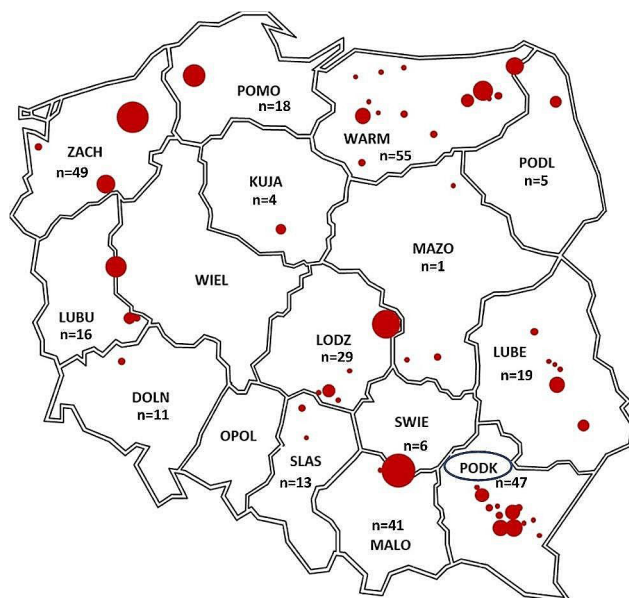 POMO
n=18
ZACH
n=49
WARM
n=55
PODL
n=5
KUJA
n=4
MAZO
n=1
WIEL
LUBU
n=16
LODZ
n=29
LUBE
n=19
DOLN
n=11
OPOL
SLAS
n=13
SWIE
n=6
PODK
n=47
n=41
MALO